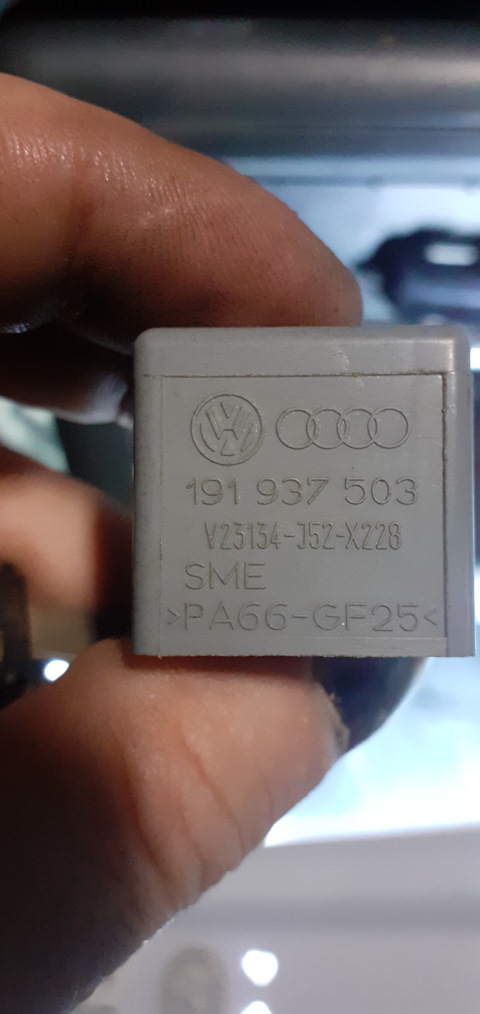 191 937 503
V23134-J52-X228
SME
>PA66-GF25<